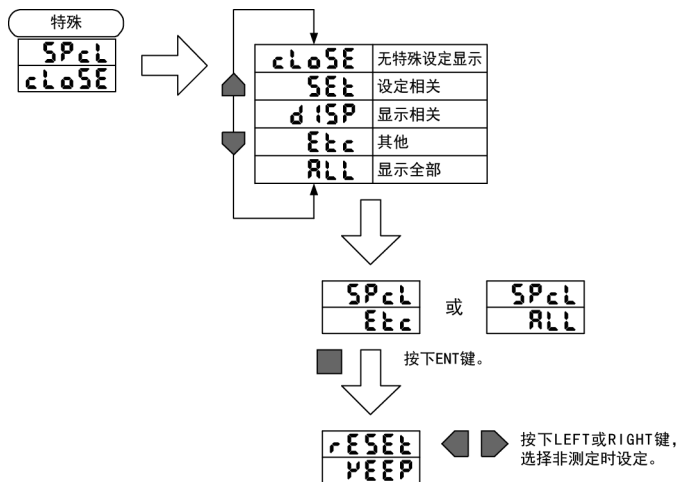 特殊
SPcL
cLoSE
cLoSE 无特殊设定显示
SEt 设定相关
dISP 显示相关
Etc 其他
ALL 显示全部
SPcL
Etc
或
SPcL
ALL
按下ENT键。
rESEt
KEEP
按下LEFT或RIGHT键，
选择非测定时设定。